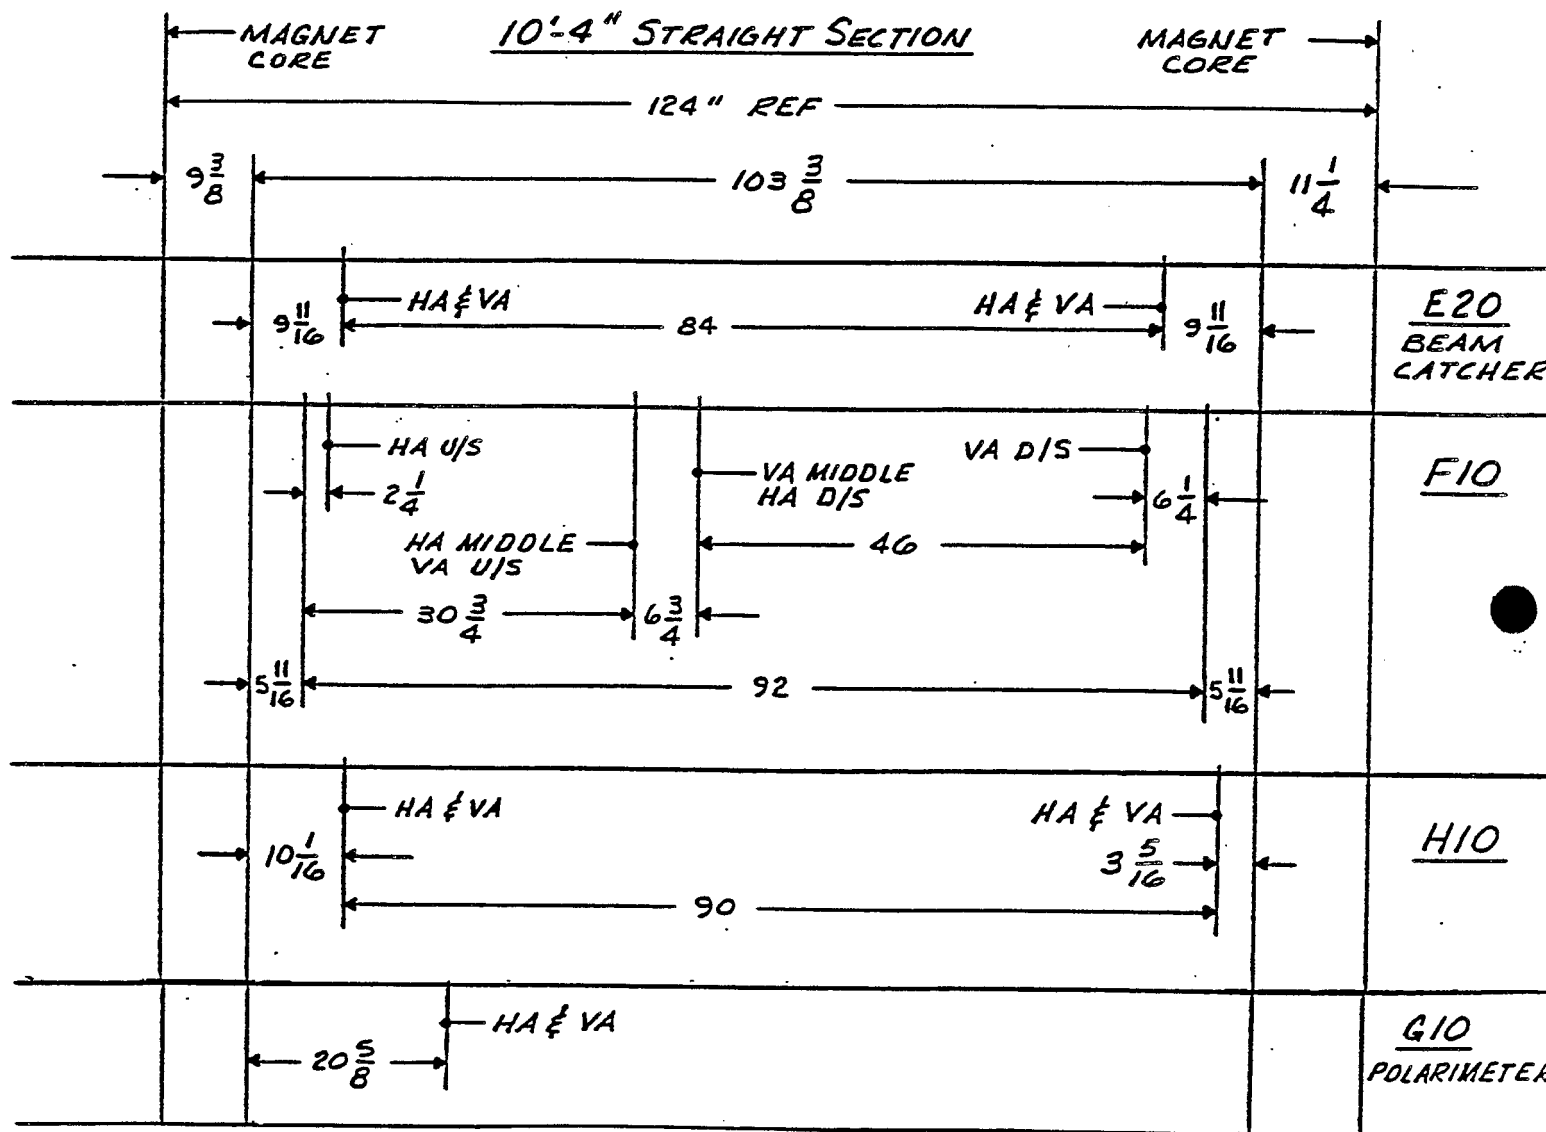 10'-4" STRAIGHT SECTION
MAGNET
CORE
MAGNET
CORE
124" REF
9 3/8
103 3/8
11 1/4
HA & VA
HA & VA
9 11/16
84
9 11/16
E20
BEAM
CATCHER
HA U/S
2 1/4
VA MIDDLE
HA D/S
VA D/S
6 1/4
F10
HA MIDDLE
VA U/S
46
30 3/4
6 3/4
5 11/16
92
5 11/16
HA & VA
HA & VA
10 1/16
3 5/16
H10
90
HA & VA
20 5/8
G10
POLARIMETER